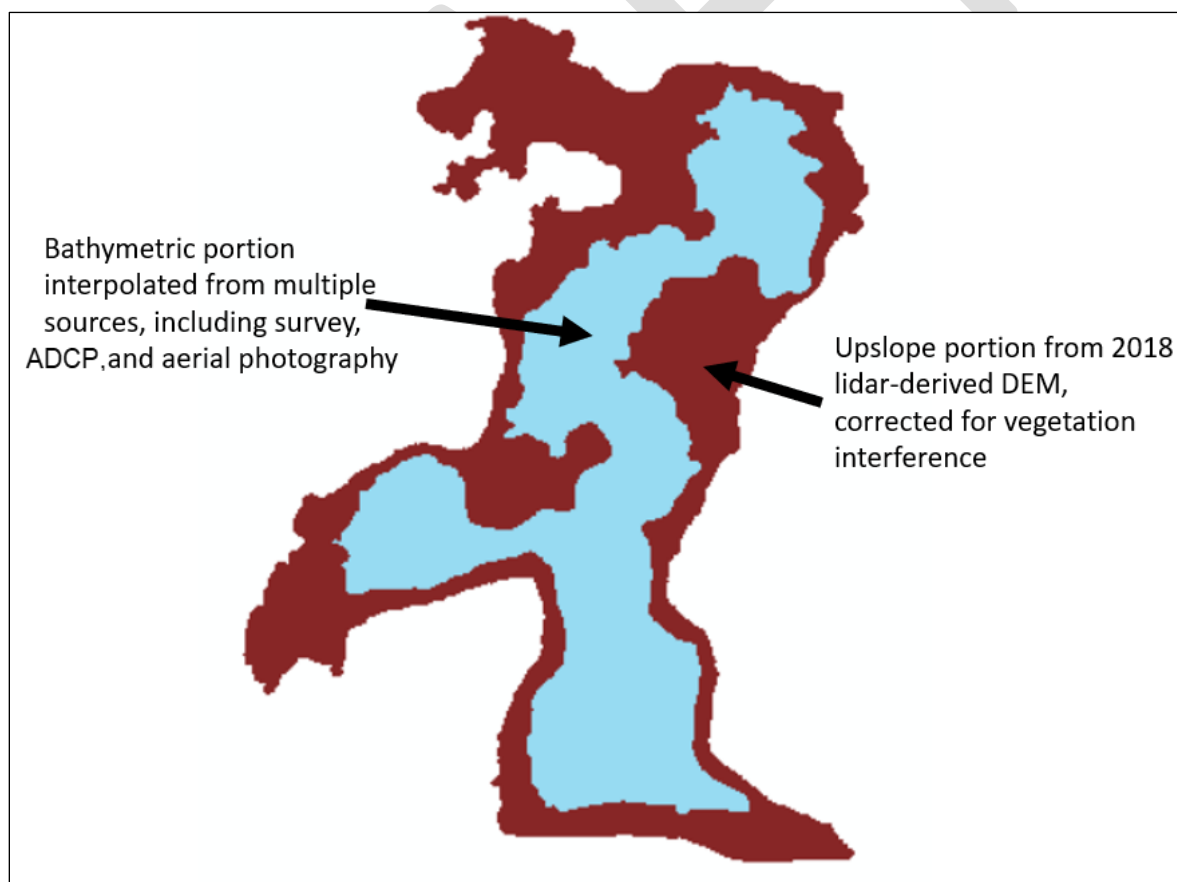 Bathymetric portion
interpolated from multiple
sources, including survey,
ADCP,and aerial photography
Upslope portion from 2018
lidar-derived DEM,
corrected for vegetation
interference